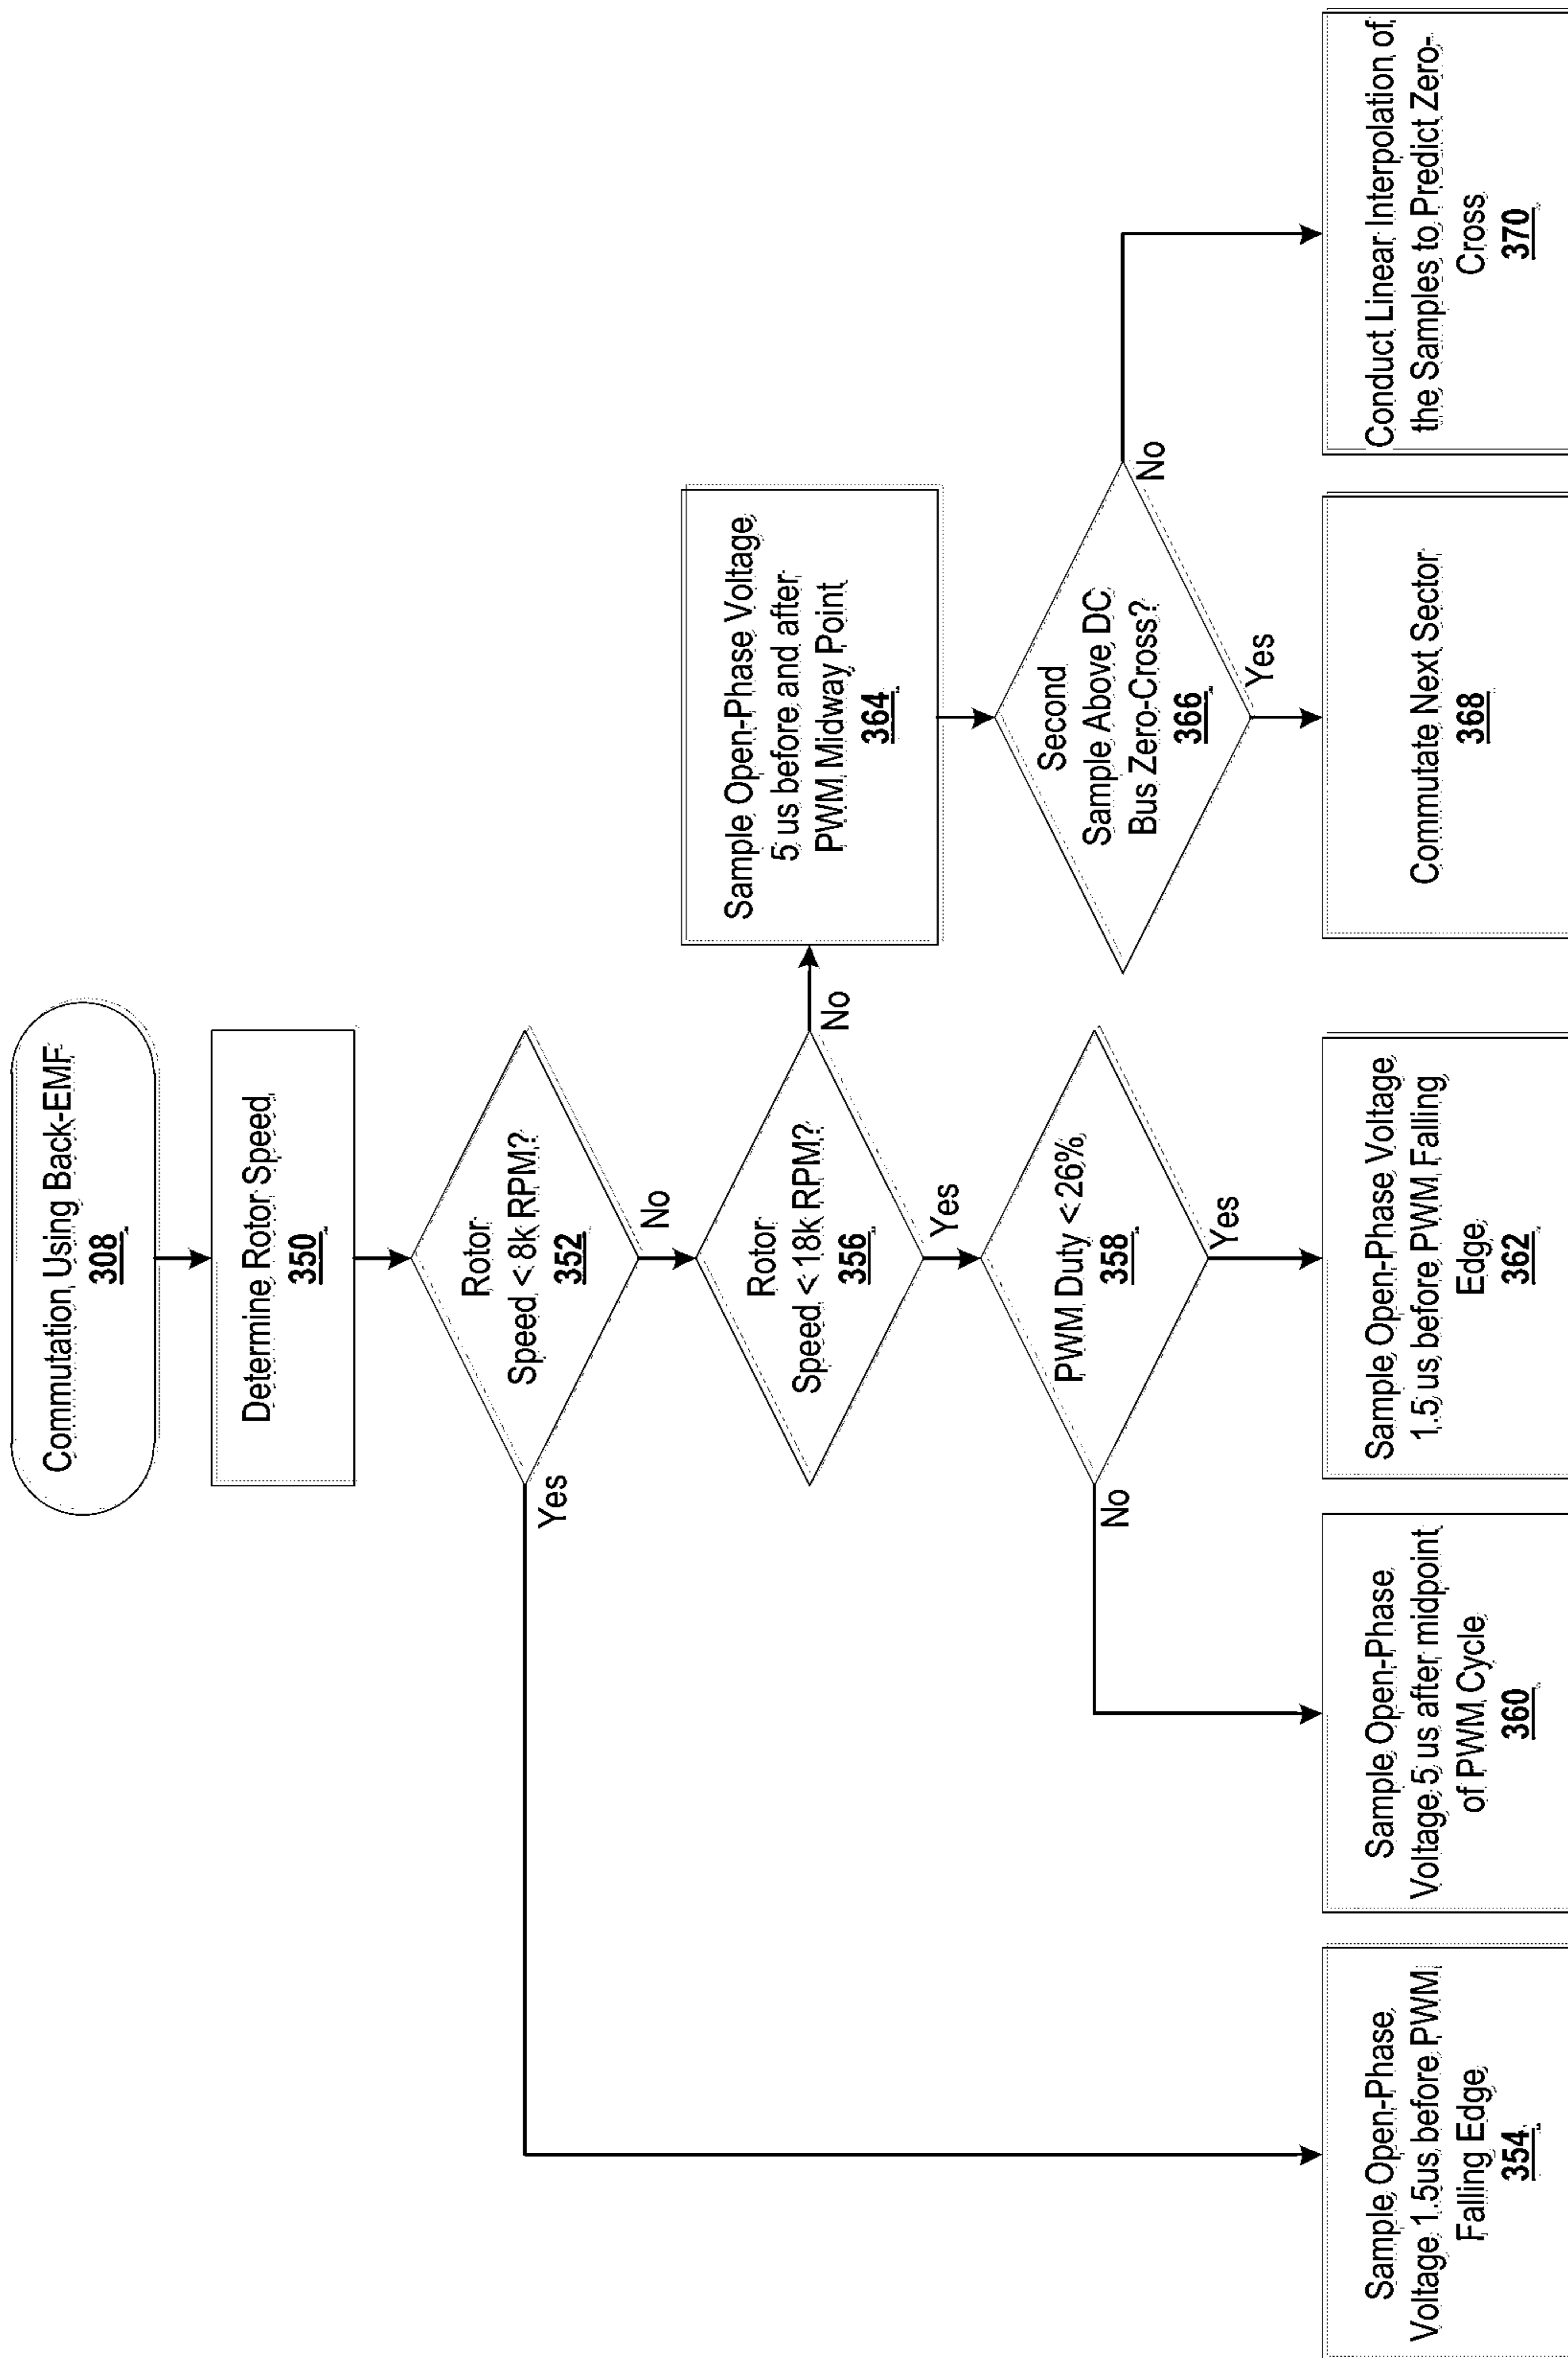 Commutation Using Back-EMF
308
Determine Rotor Speed
350
Rotor
Speed < 8k RPM?
352
Yes
No
Rotor
Speed < 18k RPM?
356
No
Yes
Sample Open-Phase Voltage
5 us before and after
PWM Midway Point
364
PWM Duty < 26%
358
No
Yes
Second
Sample Above DC
Bus Zero-Cross?
366
No
Yes
Sample Open-Phase
Voltage 1.5us before PWM
Falling Edge
354
Sample Open-Phase
Voltage 5 us after midpoint
of PWM Cycle
360
Sample Open-Phase Voltage
1.5 us before PWM Falling
Edge
362
Commutate Next Sector
368
Conduct Linear Interpolation of
the Samples to Predict Zero-
Cross
370